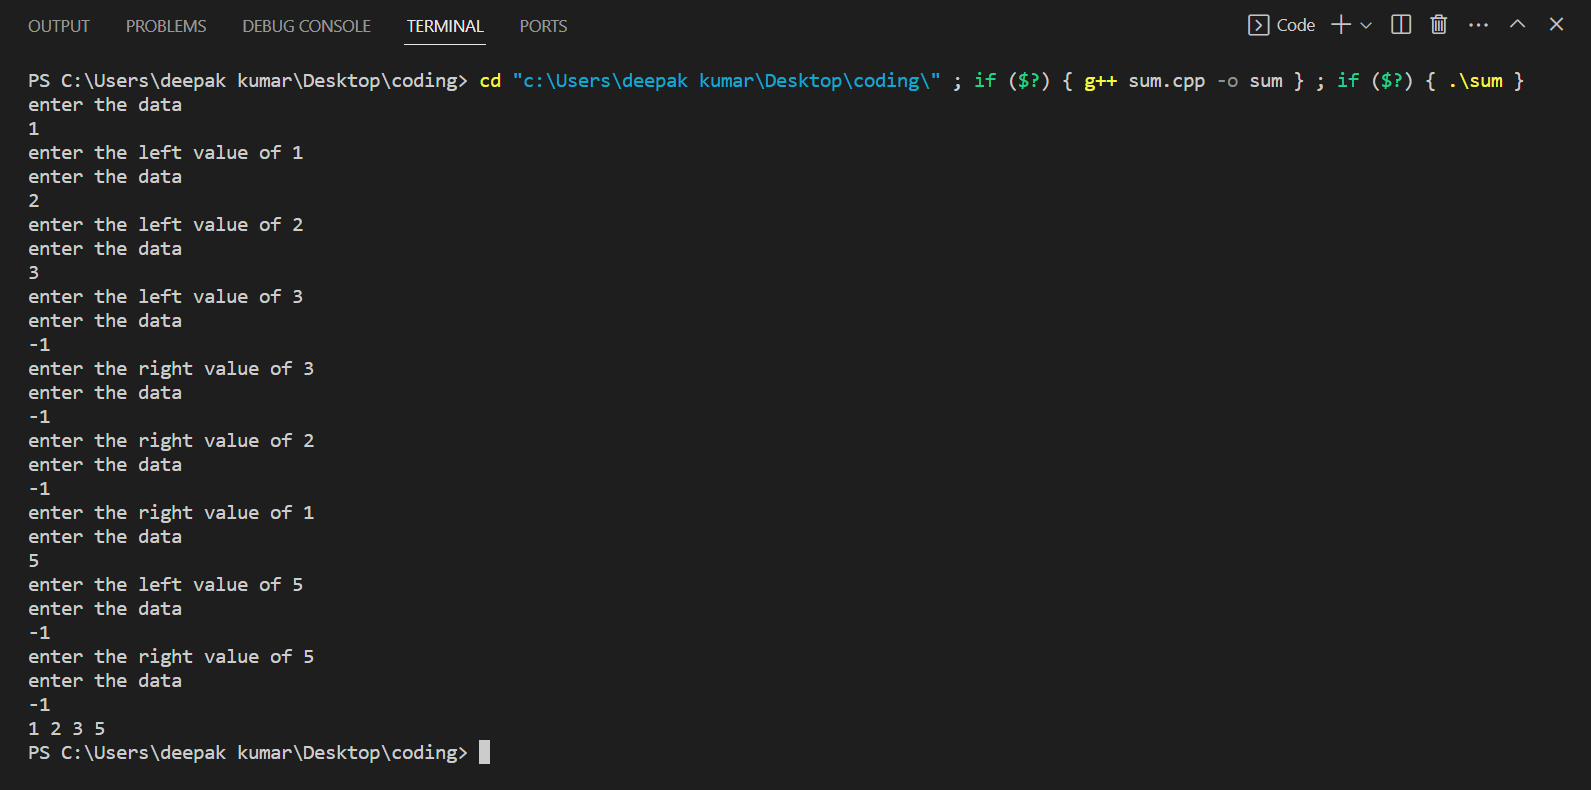 OUTPUT PROBLEMS DEBUG CONSOLE TERMINAL PORTS Code
PS C:\Users\deepak kumar\Desktop\coding> cd "c:\Users\deepak kumar\Desktop\coding\" ; if ($?) { g++ sum.cpp -o sum } ; if ($?) { .\sum }
enter the data
1
enter the left value of 1
enter the data
2
enter the left value of 2
enter the data
3
enter the left value of 3
enter the data
-1
enter the right value of 3
enter the data
-1
enter the right value of 2
enter the data
-1
enter the right value of 1
enter the data
5
enter the left value of 5
enter the data
-1
enter the right value of 5
enter the data
-1
1 2 3 5
PS C:\Users\deepak kumar\Desktop\coding>